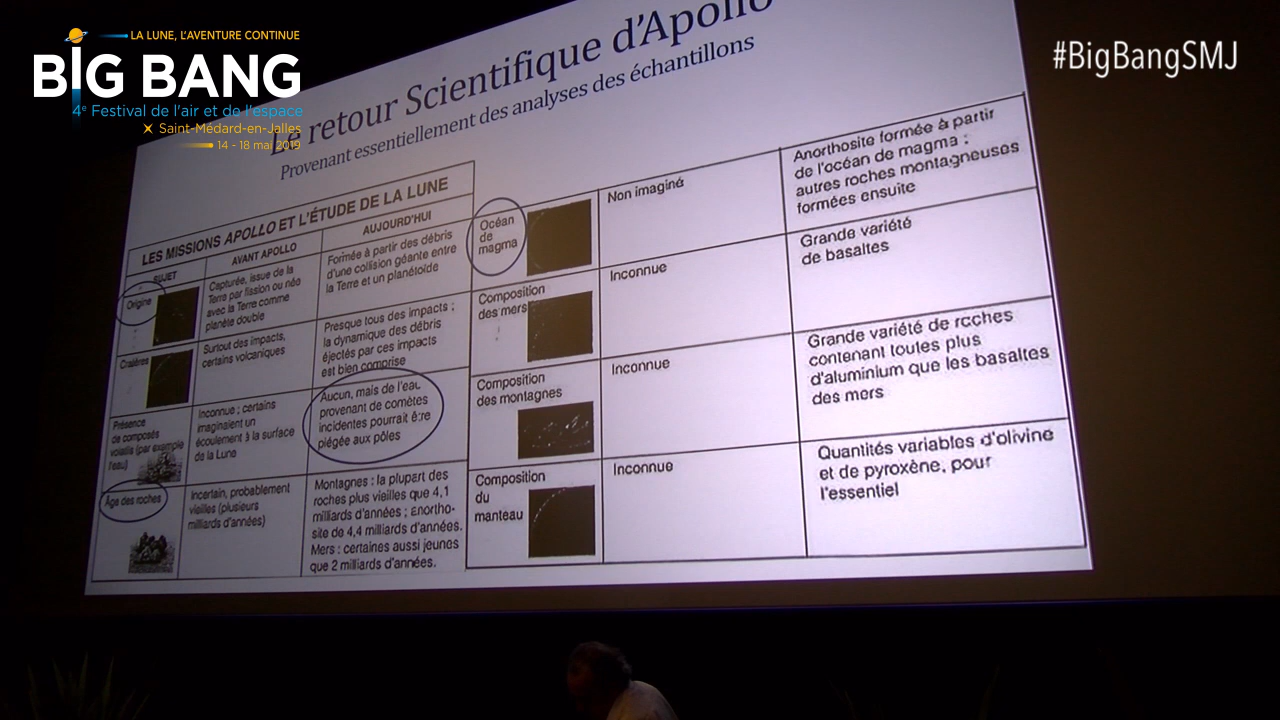 LA LUNE, L'AVENTURE CONTINUE
BIG BANG
4e Festival de l'air et de l'espace
Saint-Médard-en-Jalles
14 - 18 mai 2019
#BigBangSMJ
Le retour Scientifique d'Apollo
Provenant essentiellement des analyses des échantillons
LES MISSIONS APOLLO ET L'ÉTUDE DE LA LUNE
SUJET
AVANT APOLLO
AUJOURD'HUI
Origine
Capturée, issue de la
Terre par fission ou née
avec la Terre comme
planète double
Formée à partir des débris
d'une collision géante entre
la Terre et un planétoïde
Cratères
Surtout des impacts,
certains volcaniques
Presque tous des impacts ;
la dynamique des débris
éjectés par ces impacts
est bien comprise
Présence
de composés
volatils (par exemple
l'eau)
Inconnue ; certains
imaginaient un
écoulement à la surface
de la Lune
Aucun, mais de l'eau
provenant de comètes
incidentes pourrait être
piégée aux pôles
Âge des roches
Incertain, probablement
vieilles (plusieurs
milliards d'années)
Montagnes : la plupart des
roches plus vieilles que 4,1
milliards d'années ; anortho-
site de 4,4 milliards d'années.
Mers : certaines aussi jeunes
que 2 milliards d'années.
Océan
de
magma
Non imaginé
Anorthosite formée à partir
de l'océan de magma ;
autres roches montagneuses
formées ensuite
Composition
des mers
Inconnue
Grande variété
de basaltes
Composition
des montagnes
Inconnue
Grande variété de roches
contenant toutes plus
d'aluminium que les basaltes
des mers
Composition
du
manteau
Inconnue
Quantités variables d'olivine
et de pyroxène, pour
l'essentiel